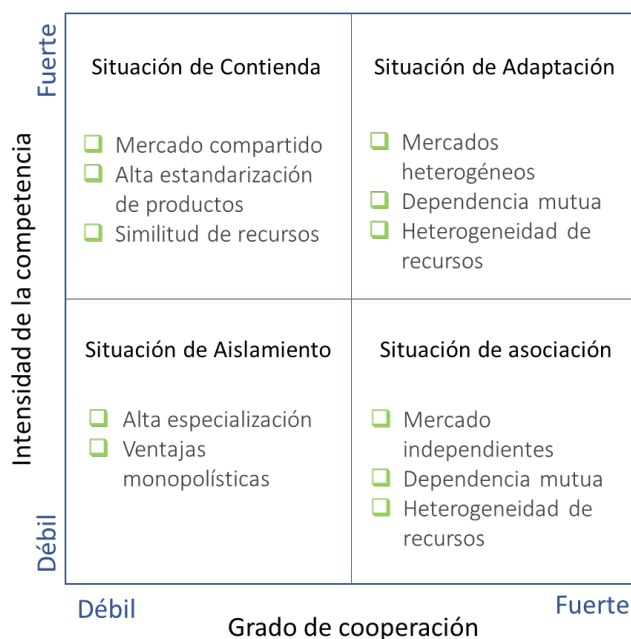 Fuerte
Intensidad de la competencia
Débil
Situación de Contienda
Mercado compartido
Alta estandarización
de productos
Similitud de recursos
Situación de Adaptación
Mercados
heterogéneos
Dependencia mutua
Heterogeneidad de
recursos
Situación de Aislamiento
Alta especialización
Ventajas
monopolísticas
Situación de asociación
Mercado
independientes
Dependencia mutua
Heterogeneidad de
recursos
Débil
Grado de cooperación
Fuerte